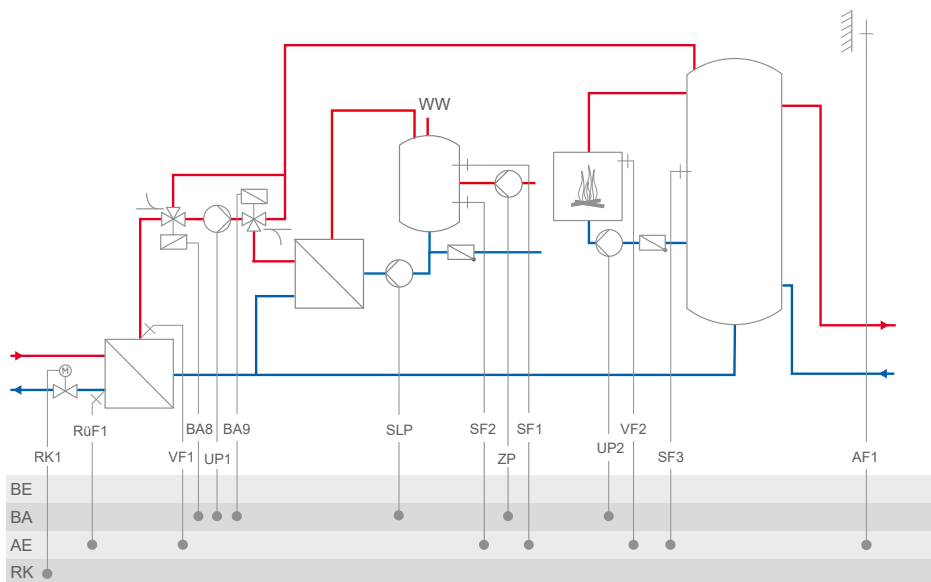 WW
M
RüF1
BA8
BA9
SLP
SF2
SF1
VF2
RK1
VF1
UP1
ZP
UP2
SF3
AF1
BE
BA
AE
RK